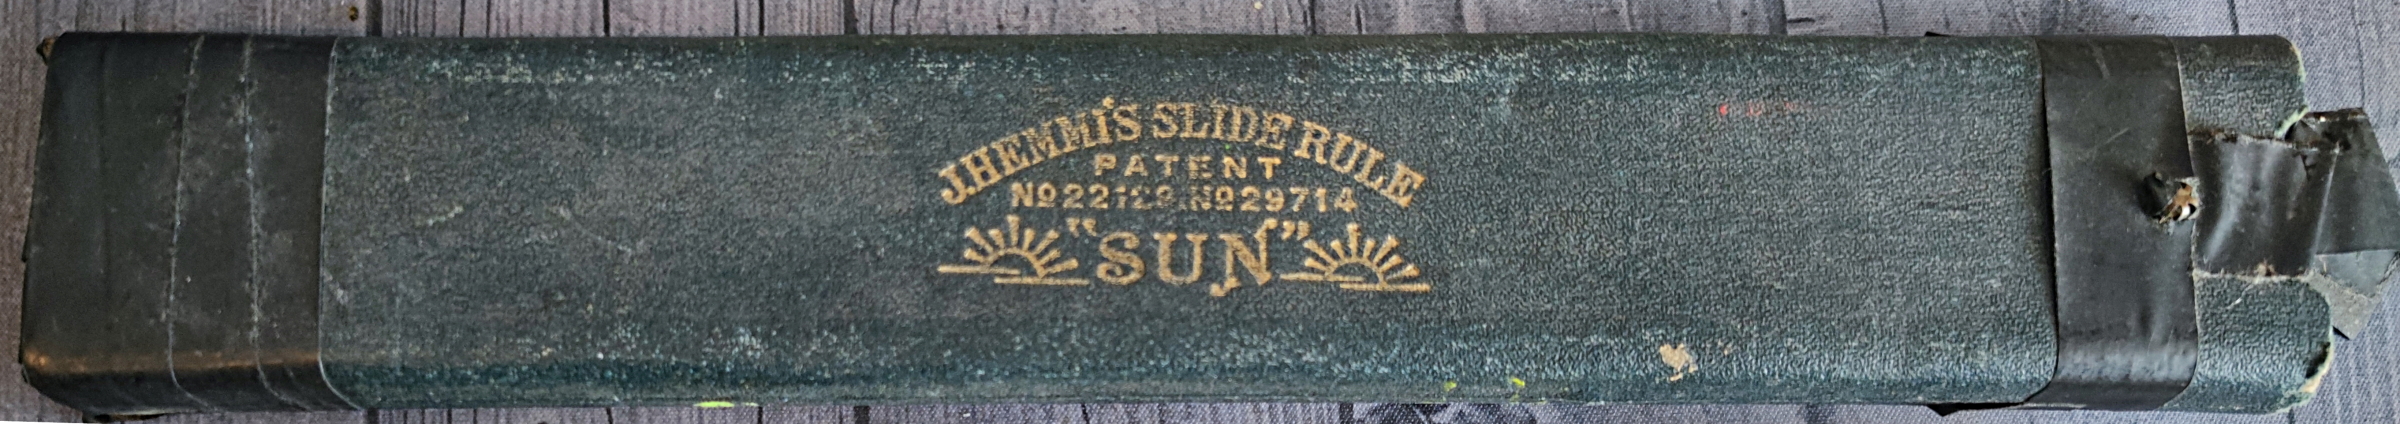 J.HEMMI'S SLIDE RULE
PATENT
No22129.No29714
"SUN"